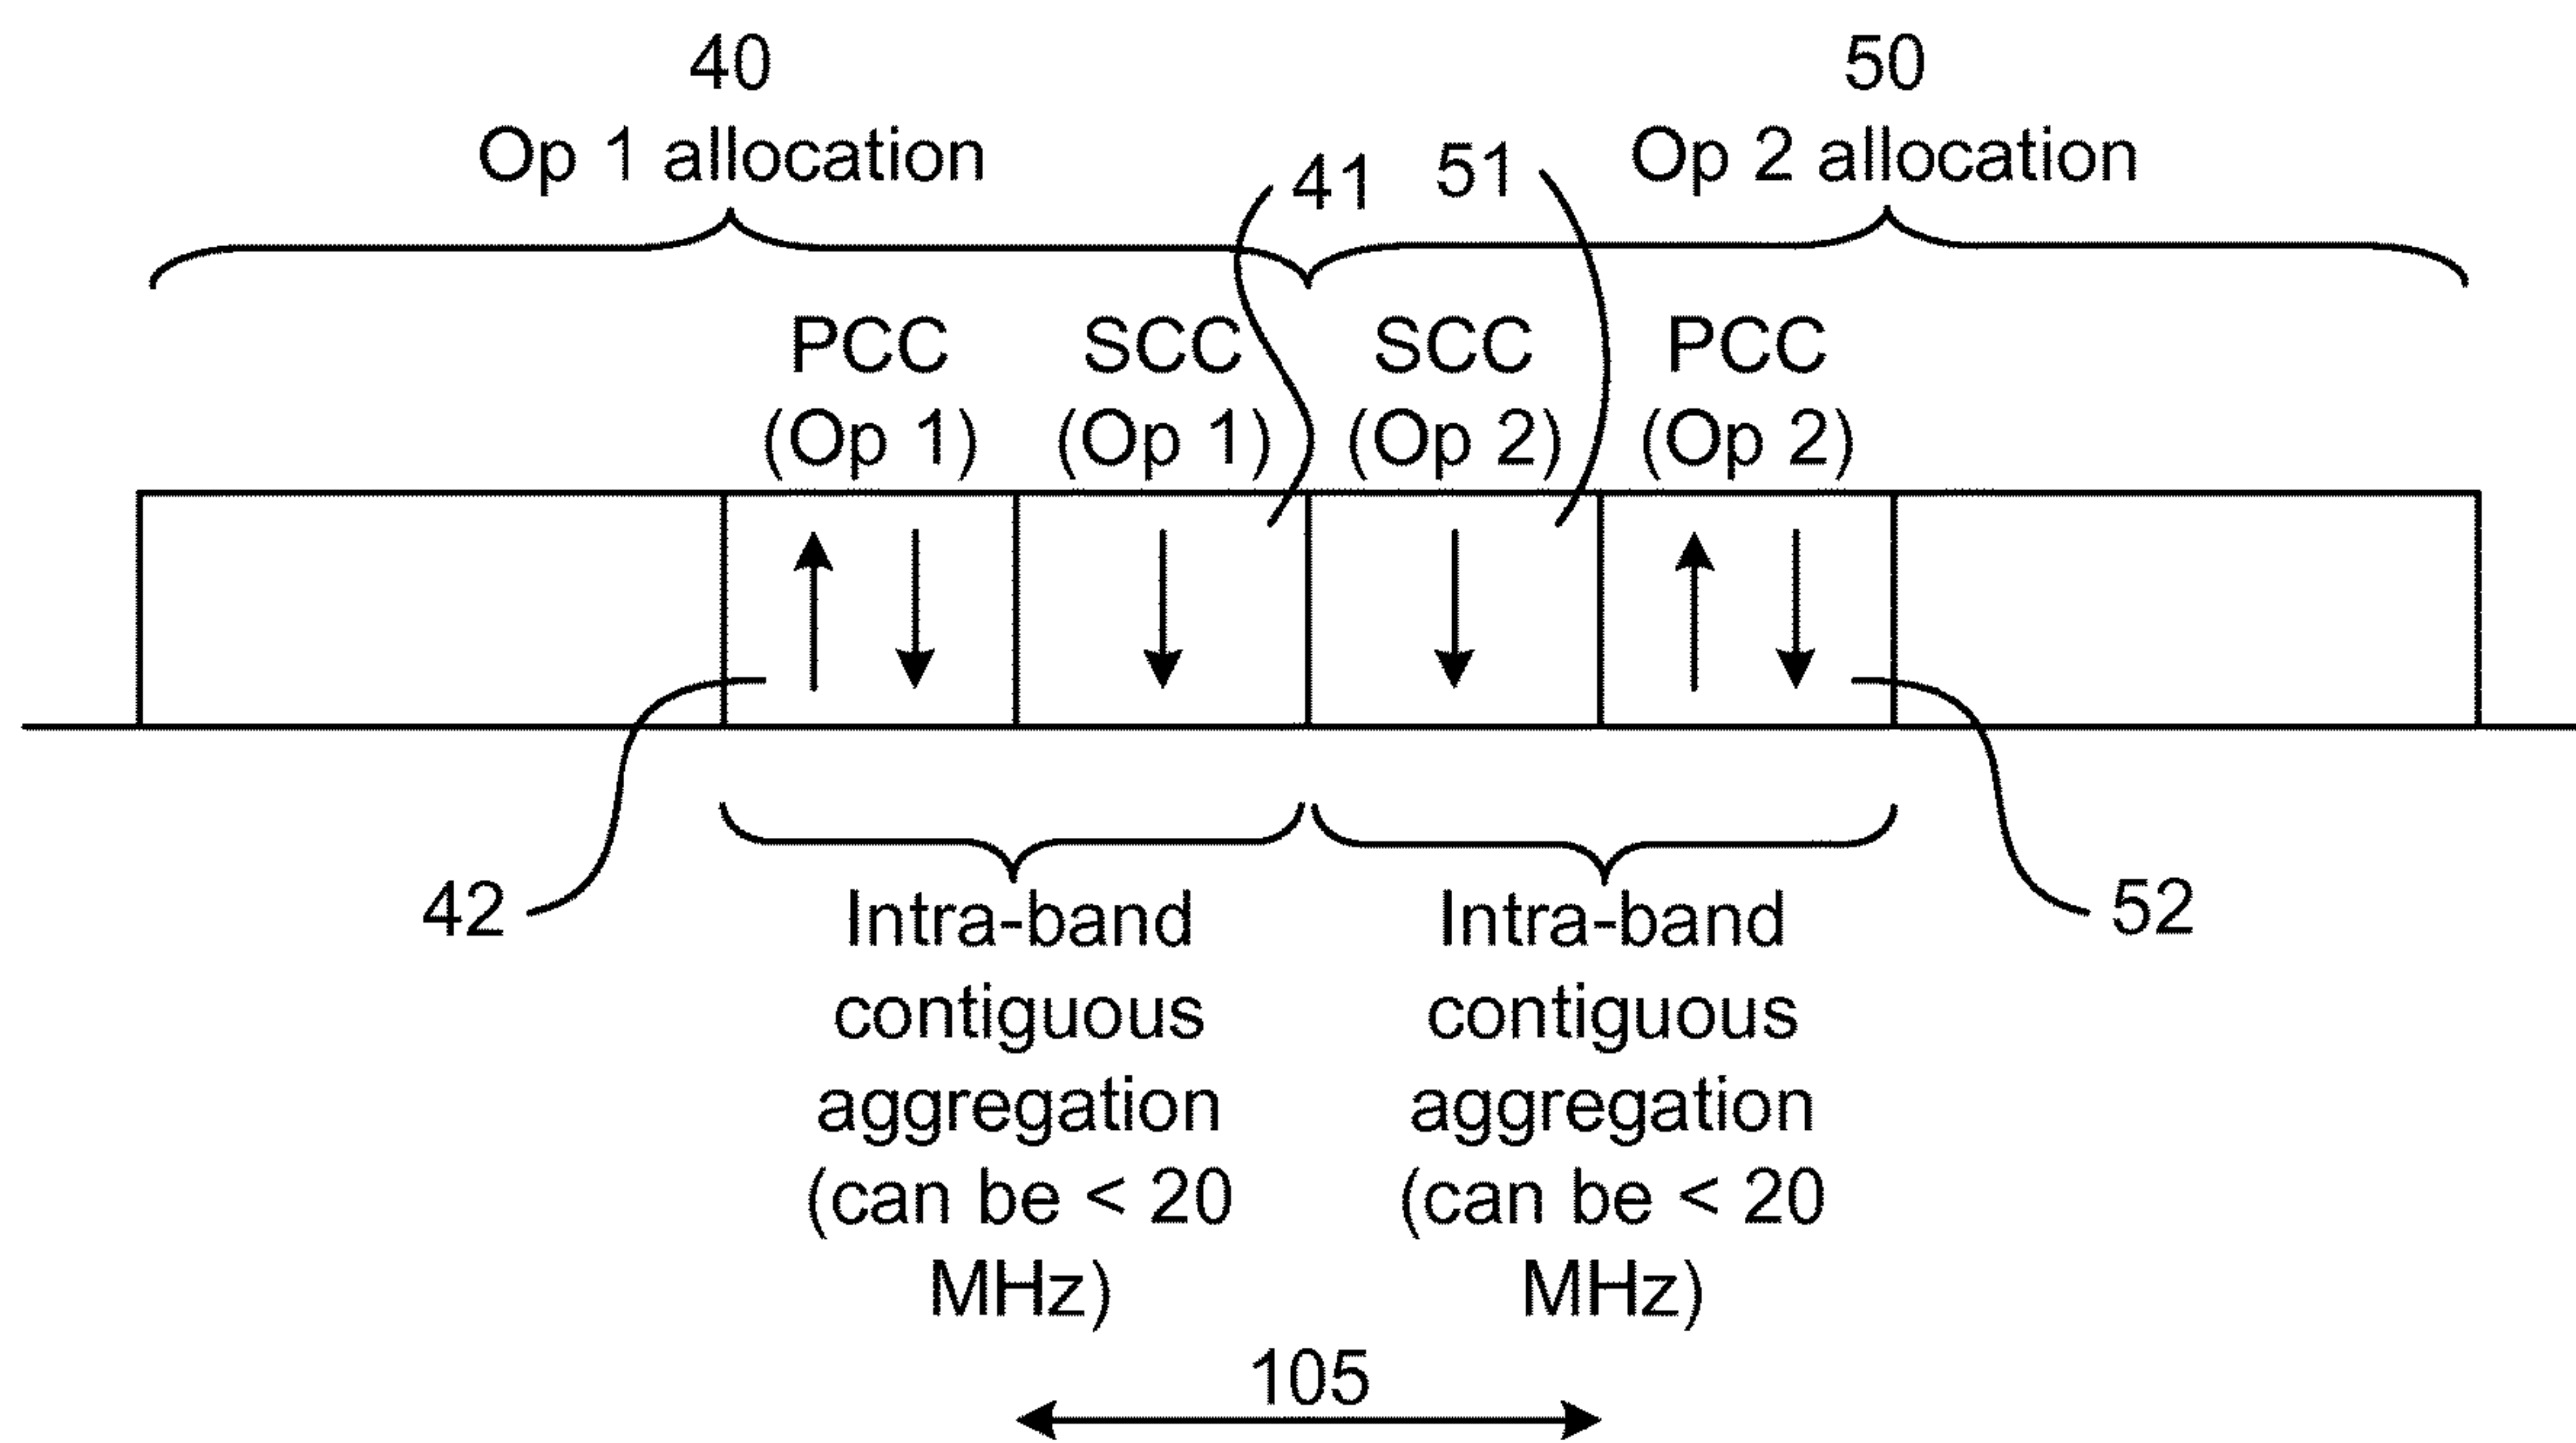 40
Op 1 allocation
50
Op 2 allocation
41
51
PCC
(Op 1)
SCC
(Op 1)
SCC
(Op 2)
PCC
(Op 2)
42
52
Intra-band
contiguous
aggregation
(can be < 20
MHz)
Intra-band
contiguous
aggregation
(can be < 20
MHz)
105